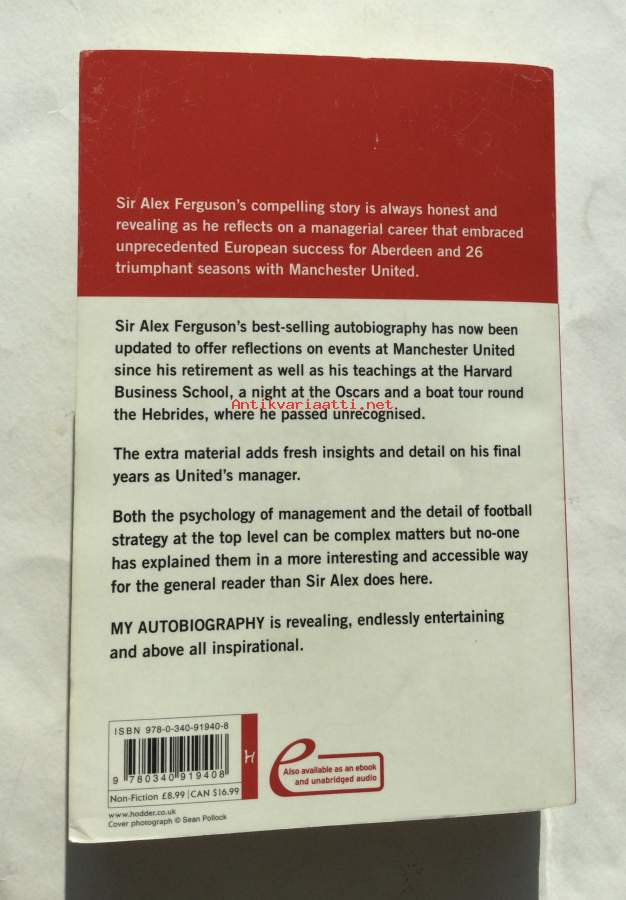 Sir Alex Ferguson's compelling story is always honest and
revealing as he reflects on a managerial career that embraced
unprecedented European success for Aberdeen and 26
triumphant seasons with Manchester United.
Sir Alex Ferguson's best-selling autobiography has now been
updated to offer reflections on events at Manchester United
since his retirement as well as his teachings at the Harvard
Business School, a night at the Oscars and a boat tour round
Antikvariaatti.net
the Hebrides, where he passed unrecognised.
The extra material adds fresh insights and detail on his final
years as United's manager.
Both the psychology of management and the detail of football
strategy at the top level can be complex matters but no-one
has explained them in a more interesting and accessible way
for the general reader than Sir Alex does here.
MY AUTOBIOGRAPHY is revealing, endlessly entertaining
and above all inspirational.
ISBN 978-0-340-91940-8
9 780340 919408
Non-Fiction £8.99 | CAN $16.99
www.hodder.co.uk
Cover photograph © Sean Pollock
H
e
Also available as an ebook
and unabridged audio